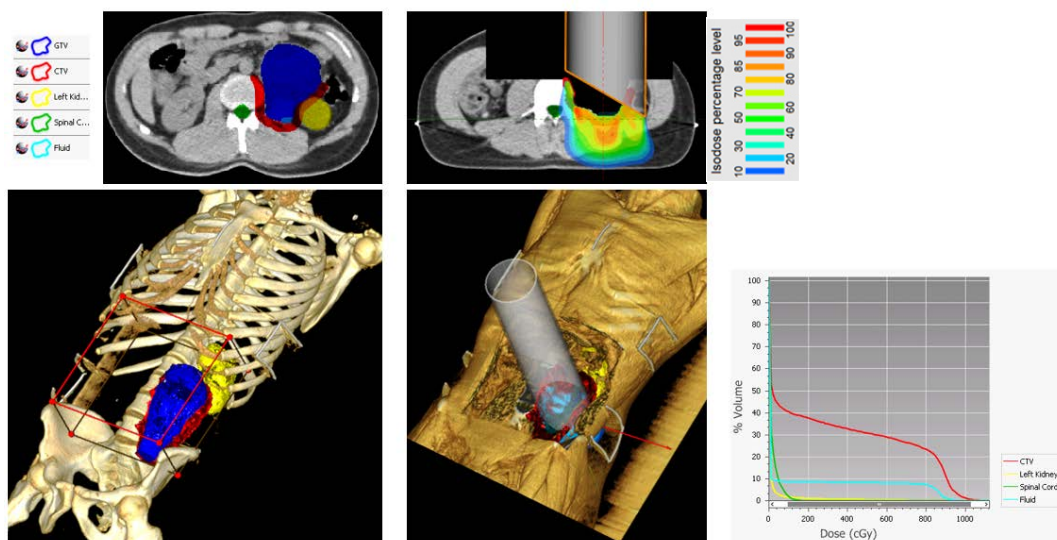 GTV
CTV
Left Kid...
Spinal C...
Fluid
Isodose percentage level
100
95
90
85
80
70
60
50
40
30
20
10
% Volume
100
90
80
70
60
50
40
30
20
10
0
0 200 400 600 800 1000
Dose (cGy)
CTV
Left Kidney
Spinal Cord
Fluid